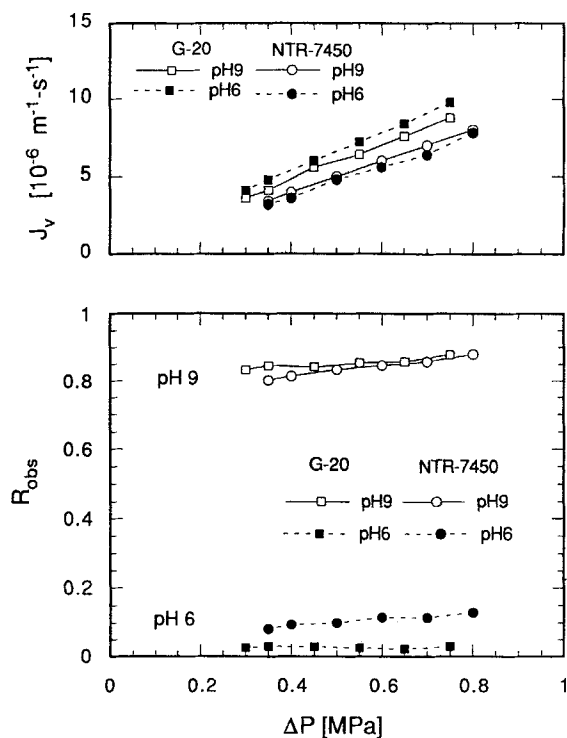 15
10
5
0
J_v [10^-6 m^-1-s^-1]
G-20 NTR-7450
pH9 pH9
pH6 pH6
1
0.8
0.6
0.4
0.2
0
R_obs
pH 9
G-20 NTR-7450
pH9 pH9
pH6 pH6
pH 6
0 0.2 0.4 0.6 0.8 1
ΔP [MPa]